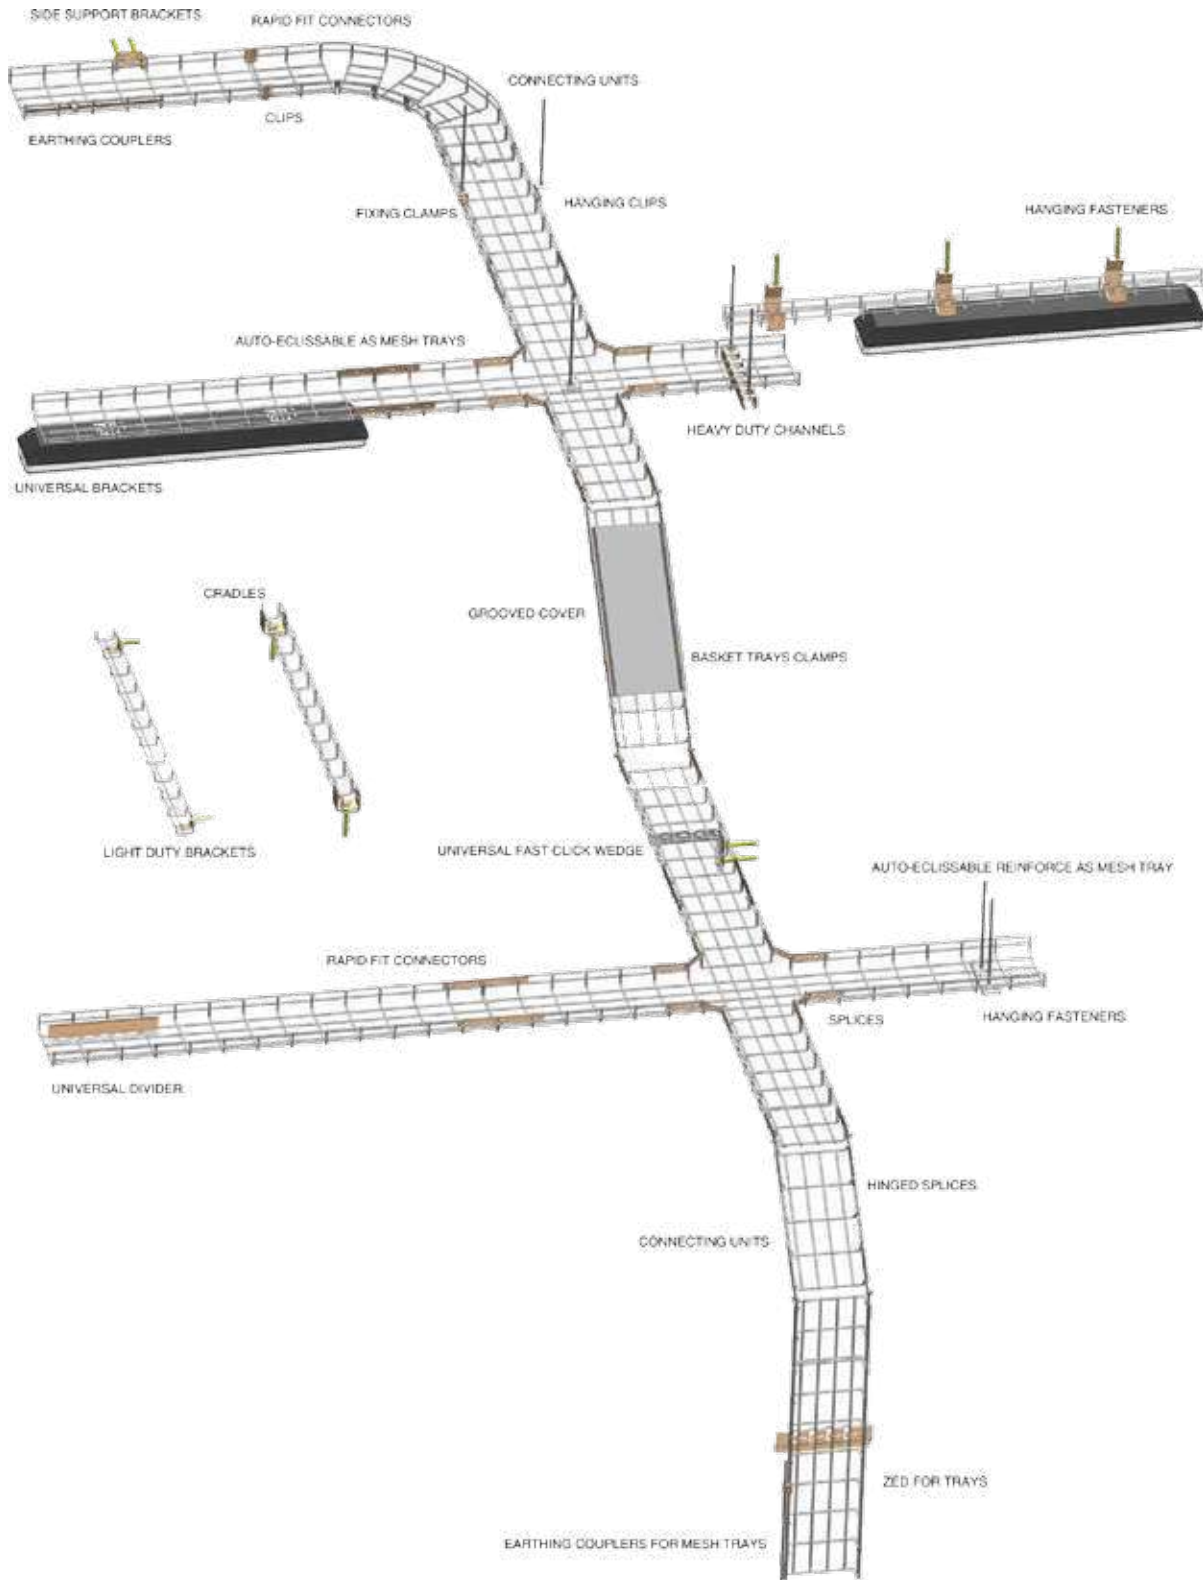 SIDE SUPPORT BRACKETS
RAPID FIT CONNECTORS
CONNECTING UNITS
CLIPS
EARTHING COUPLERS
FIXING CLAMPS
HANGING CLIPS
HANGING FASTENERS
AUTO-ECLISSABLE AS MESH TRAYS
HEAVY DUTY CHANNELS
UNIVERSAL BRACKETS
CRADLES
GROOVED COVER
BASKET TRAYS CLAMPS
LIGHT DUTY BRACKETS
UNIVERSAL FAST CLICK WEDGE
AUTO-ECLISSABLE REINFORCE AS MESH TRAY
RAPID FIT CONNECTORS
SPLICES
HANGING FASTENERS
UNIVERSAL DIVIDER
HINGED SPLICES
CONNECTING UNITS
ZED FOR TRAYS
EARTHING COUPLERS FOR MESH TRAYS